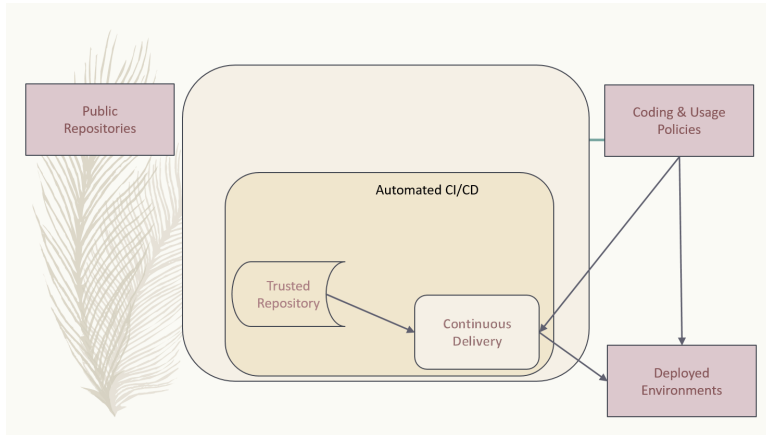 Public
Repositories
Coding & Usage
Policies
Automated CI/CD
Trusted
Repository
Continuous
Delivery
Deployed
Environments